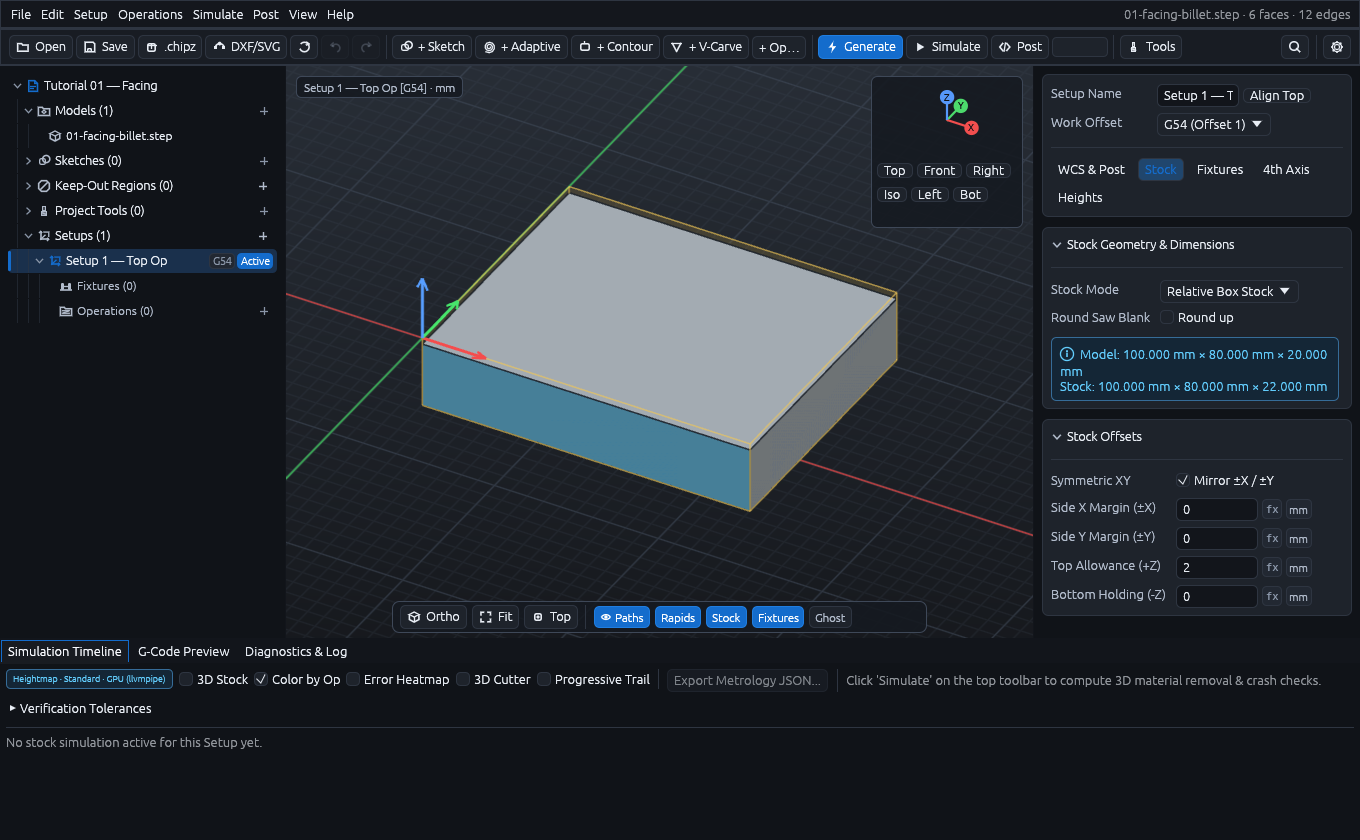 File Edit Setup Operations Simulate Post View Help
01-facing-billet.step · 6 faces · 12 edges
Open Save .chipz DXF/SVG + Sketch + Adaptive + Contour + V-Carve + Op… Generate Simulate Post Tools
Tutorial 01 — Facing
Models (1) +
01-facing-billet.step
Sketches (0) +
Keep-Out Regions (0) +
Project Tools (0) +
Setups (1) +
Setup 1 — Top Op G54 Active
Fixtures (0)
Operations (0) +
Setup 1 — Top Op [G54] · mm
Z
Y
X
Top Front Right
Iso Left Bot
Ortho Fit Top Paths Rapids Stock Fixtures Ghost
Setup Name Setup 1 — T Align Top
Work Offset G54 (Offset 1)
WCS & Post Stock Fixtures 4th Axis
Heights
Stock Geometry & Dimensions
Stock Mode Relative Box Stock
Round Saw Blank Round up
Model: 100.000 mm × 80.000 mm × 20.000
mm
Stock: 100.000 mm × 80.000 mm × 22.000 mm
Stock Offsets
Symmetric XY Mirror ±X / ±Y
Side X Margin (±X) 0 fx mm
Side Y Margin (±Y) 0 fx mm
Top Allowance (+Z) 2 fx mm
Bottom Holding (-Z) 0 fx mm
Simulation Timeline G-Code Preview Diagnostics & Log
Heightmap · Standard · GPU (llvmpipe) 3D Stock Color by Op Error Heatmap 3D Cutter Progressive Trail Export Metrology JSON... Click 'Simulate' on the top toolbar to compute 3D material removal & crash checks.
Verification Tolerances
No stock simulation active for this Setup yet.